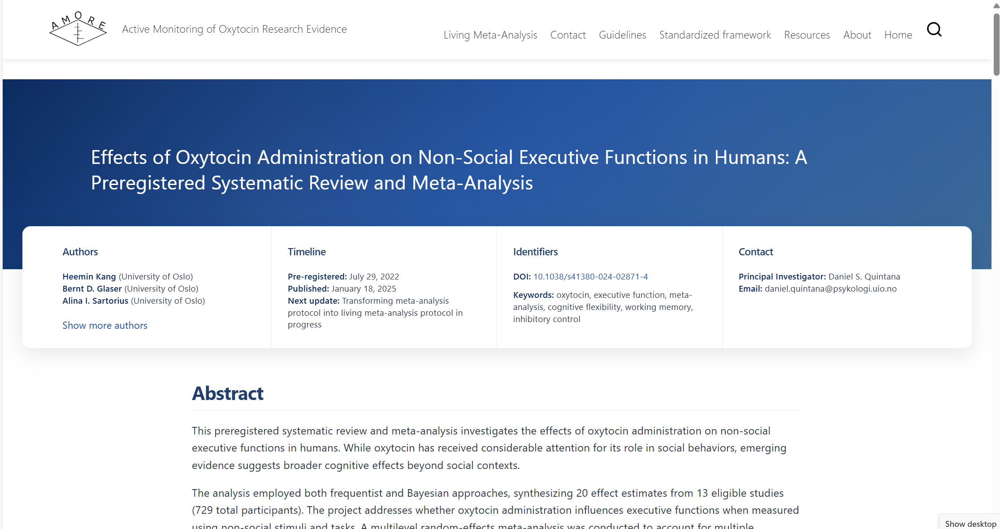 AMORE
Active Monitoring of Oxytocin Research Evidence
Living Meta-Analysis Contact Guidelines Standardized framework Resources About Home
Effects of Oxytocin Administration on Non-Social Executive Functions in Humans: A
Preregistered Systematic Review and Meta-Analysis
Authors
Heemin Kang (University of Oslo)
Bernt D. Glaser (University of Oslo)
Alina I. Sartorius (University of Oslo)
Show more authors
Timeline
Pre-registered: July 29, 2022
Published: January 18, 2025
Next update: Transforming meta-analysis
protocol into living meta-analysis protocol in
progress
Identifiers
DOI: 10.1038/s41380-024-02871-4
Keywords: oxytocin, executive function, meta-
analysis, cognitive flexibility, working memory,
inhibitory control
Contact
Principal Investigator: Daniel S. Quintana
Email: daniel.quintana@psykologi.uio.no
Abstract
This preregistered systematic review and meta-analysis investigates the effects of oxytocin administration on non-social
executive functions in humans. While oxytocin has received considerable attention for its role in social behaviors, emerging
evidence suggests broader cognitive effects beyond social contexts.
The analysis employed both frequentist and Bayesian approaches, synthesizing 20 effect estimates from 13 eligible studies
(729 total participants). The project addresses whether oxytocin administration influences executive functions when measured
using non-social stimuli and tasks. A multilevel random-effects meta-analysis was conducted to account for multiple
Show desktop